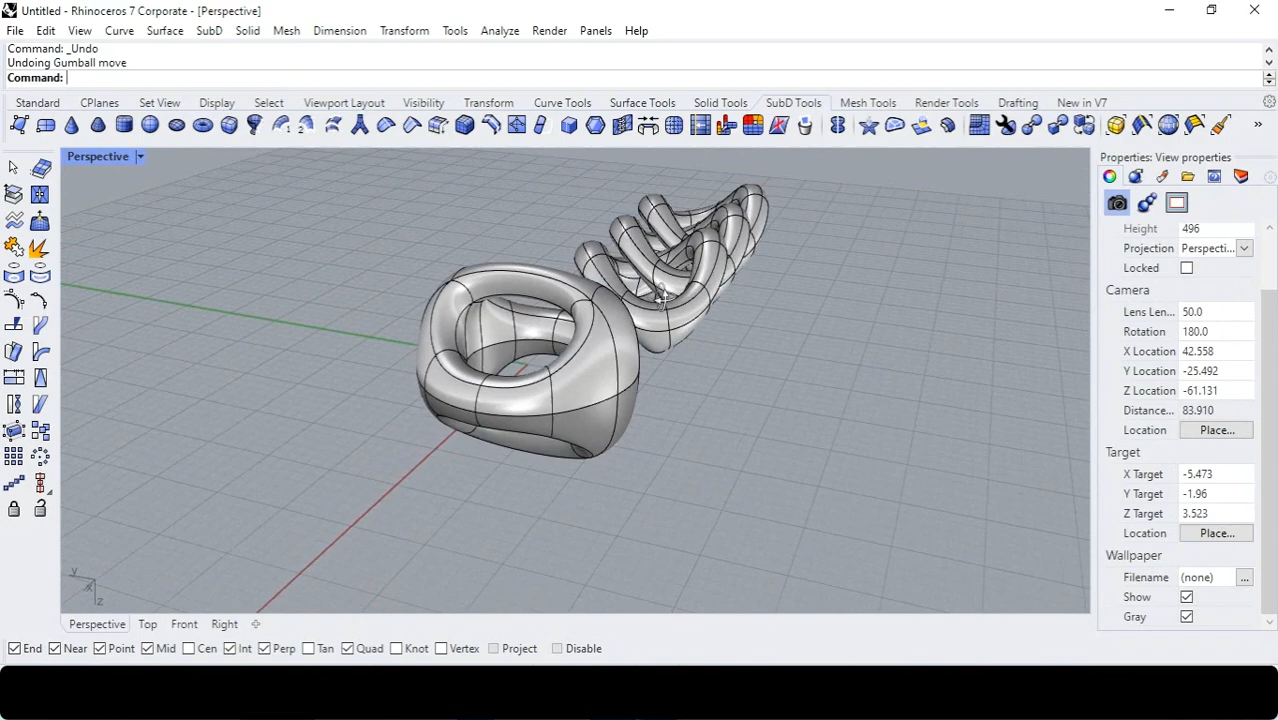 Untitled - Rhinoceros 7 Corporate - [Perspective]
File Edit View Curve Surface SubD Solid Mesh Dimension Transform Tools Analyze Render Panels Help
Command: _Undo
Undoing Gumball move
Command:
Standard CPlanes Set View Display Select Viewport Layout Visibility Transform Curve Tools Surface Tools Solid Tools SubD Tools Mesh Tools Render Tools Drafting New in V7
Perspective
Properties: View properties
Height 496
Projection Perspecti...
Locked
Camera
Lens Len... 50.0
Rotation 180.0
X Location 42.558
Y Location -25.492
Z Location -61.131
Distance... 83.910
Location Place...
Target
X Target -5.473
Y Target -1.96
Z Target 3.523
Location Place...
Wallpaper
Filename (none) ...
Show
Gray
y
x
z
Perspective Top Front Right
End Near Point Mid Cen Int Perp Tan Quad Knot Vertex Project Disable